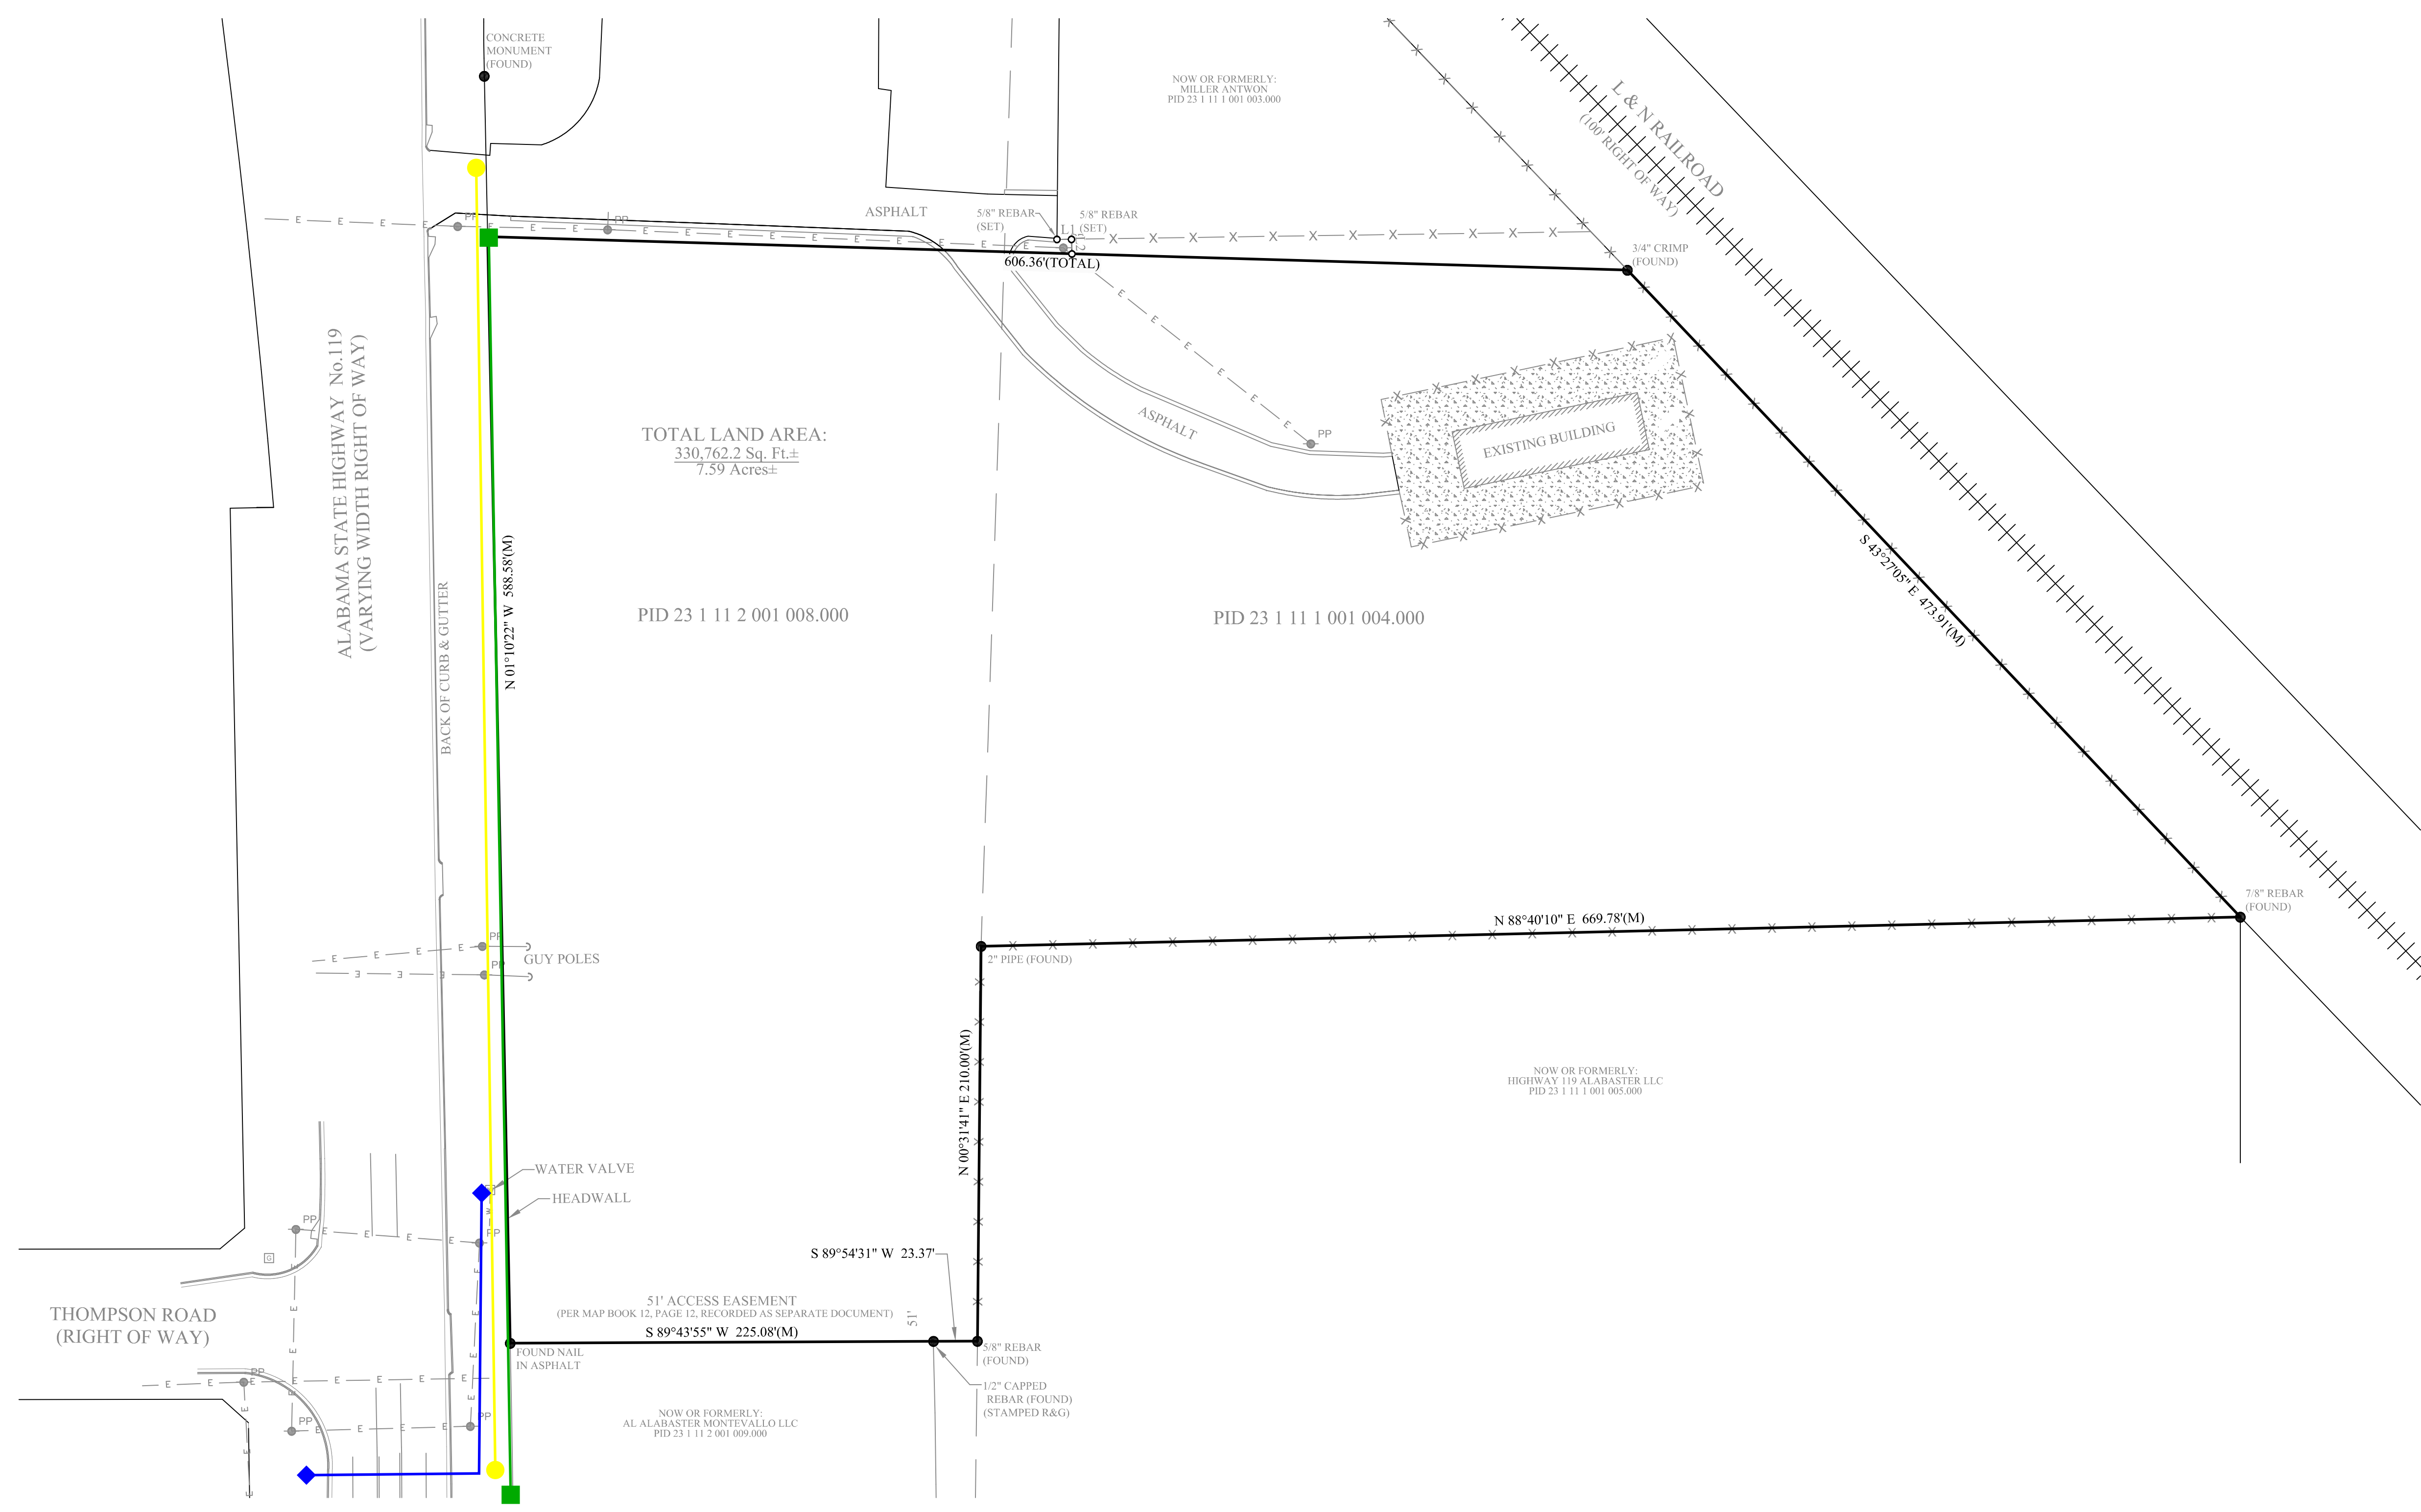 CONCRETE
MONUMENT
(FOUND)
NOW OR FORMERLY:
MILLER ANTWON
PID 23 1 11 1 001 003.000
L & N RAILROAD
(100' RIGHT OF WAY)
PP
PP
ASPHALT
5/8" REBAR
(SET)
L1
5/8" REBAR
(SET)
606.36'(TOTAL)
3/4" CRIMP
(FOUND)
ALABAMA STATE HIGHWAY No.119
(VARYING WIDTH RIGHT OF WAY)
TOTAL LAND AREA:
330,762.2 Sq. Ft.±
7.59 Acres±
ASPHALT
PP
EXISTING BUILDING
N 01°10'22" W 588.58'(M)
BACK OF CURB & GUTTER
PID 23 1 11 2 001 008.000
PID 23 1 11 1 001 004.000
S 43°27'05" E 473.91'(M)
7/8" REBAR
(FOUND)
N 88°40'10" E 669.78'(M)
PP
PP
GUY POLES
2" PIPE (FOUND)
N 00°31'41" E 210.00'(M)
NOW OR FORMERLY:
HIGHWAY 119 ALABASTER LLC
PID 23 1 11 1 001 005.000
WATER VALVE
HEADWALL
PP
PP
G
S 89°54'31" W 23.37'
THOMPSON ROAD
(RIGHT OF WAY)
51' ACCESS EASEMENT
(PER MAP BOOK 12, PAGE 12, RECORDED AS SEPARATE DOCUMENT)
51'
S 89°43'55" W 225.08'(M)
FOUND NAIL
IN ASPHALT
5/8" REBAR
(FOUND)
1/2" CAPPED
REBAR (FOUND)
(STAMPED R&G)
PP
PP
PP
NOW OR FORMERLY:
AL ALABASTER MONTEVALLO LLC
PID 23 1 11 2 001 009.000